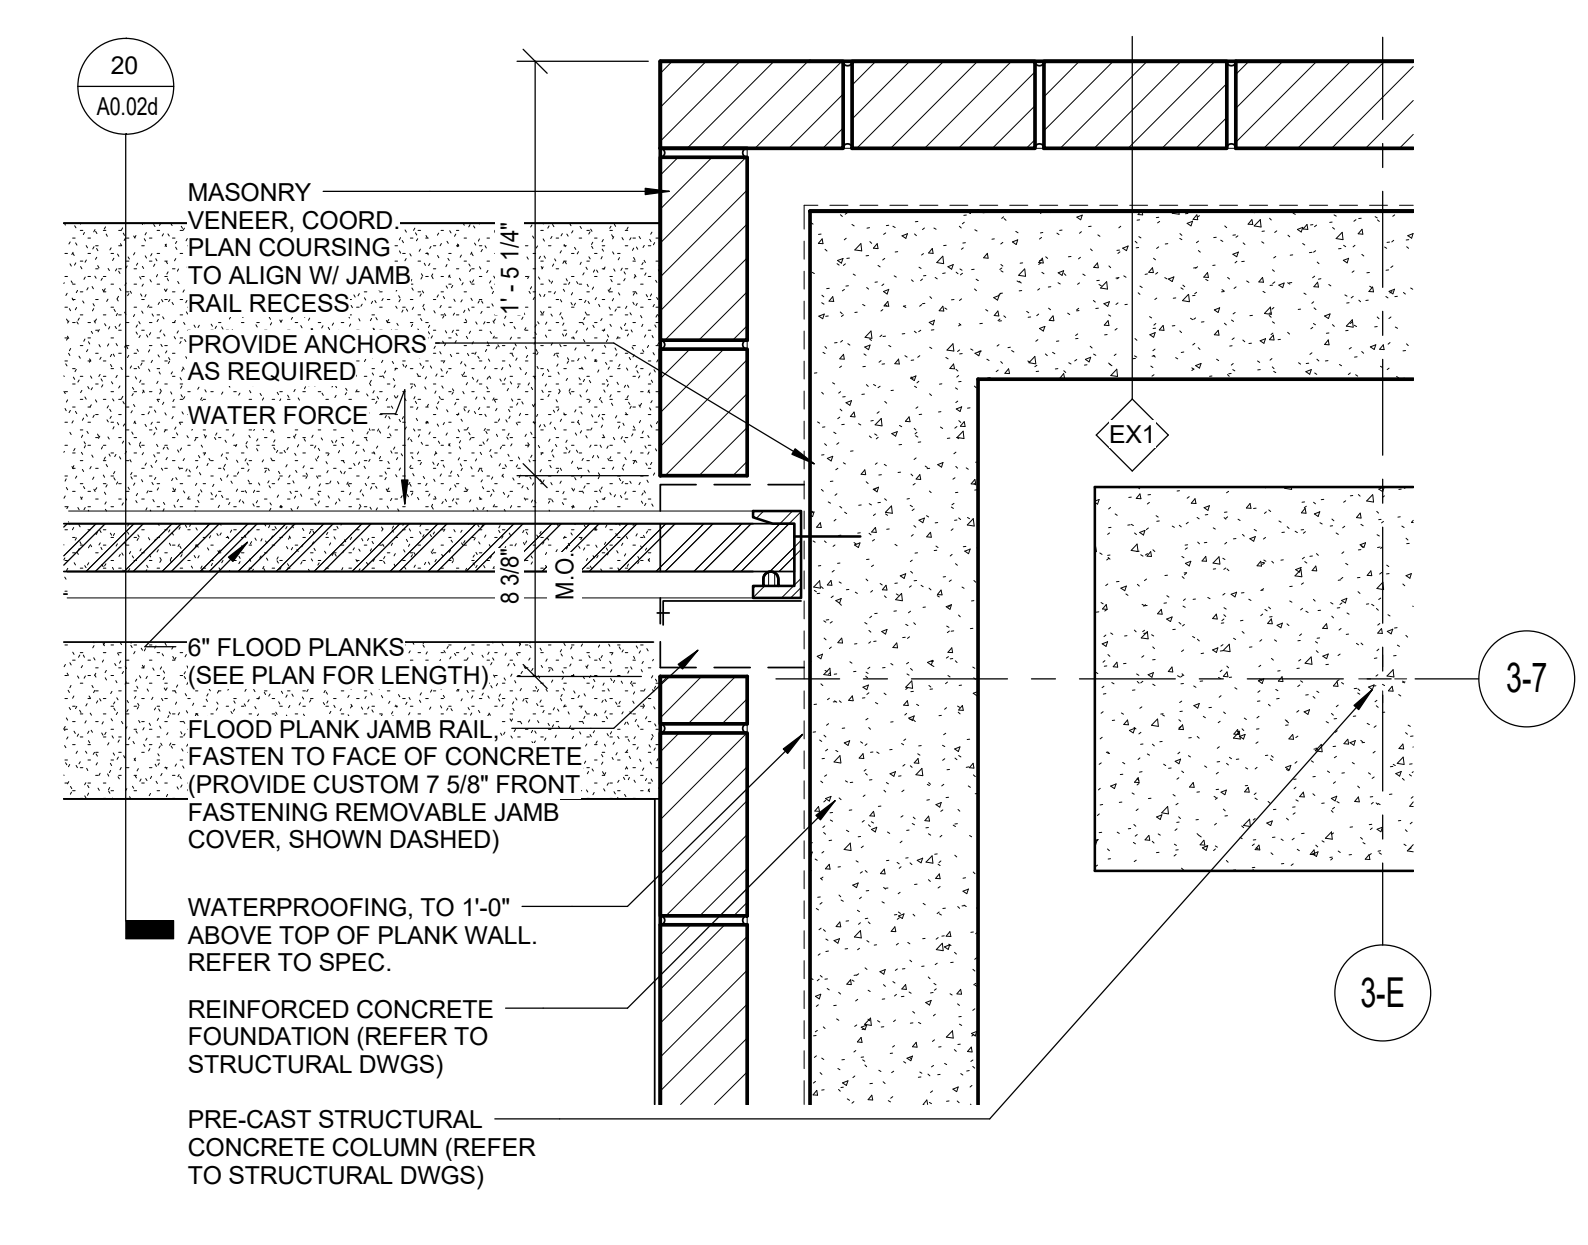 20
A0.02d
MASONRY
VENEER, COORD.
PLAN COURSING
TO ALIGN W/ JAMB
RAIL RECESS
1' - 5 1/4"
PROVIDE ANCHORS
AS REQUIRED
WATER FORCE
EX1
8 3/8"
M.O.
6" FLOOD PLANKS
(SEE PLAN FOR LENGTH)
3-7
FLOOD PLANK JAMB RAIL,
FASTEN TO FACE OF CONCRETE
(PROVIDE CUSTOM 7 5/8" FRONT
FASTENING REMOVABLE JAMB
COVER, SHOWN DASHED)
WATERPROOFING, TO 1'-0"
ABOVE TOP OF PLANK WALL.
REFER TO SPEC.
3-E
REINFORCED CONCRETE
FOUNDATION (REFER TO
STRUCTURAL DWGS)
PRE-CAST STRUCTURAL
CONCRETE COLUMN (REFER
TO STRUCTURAL DWGS)